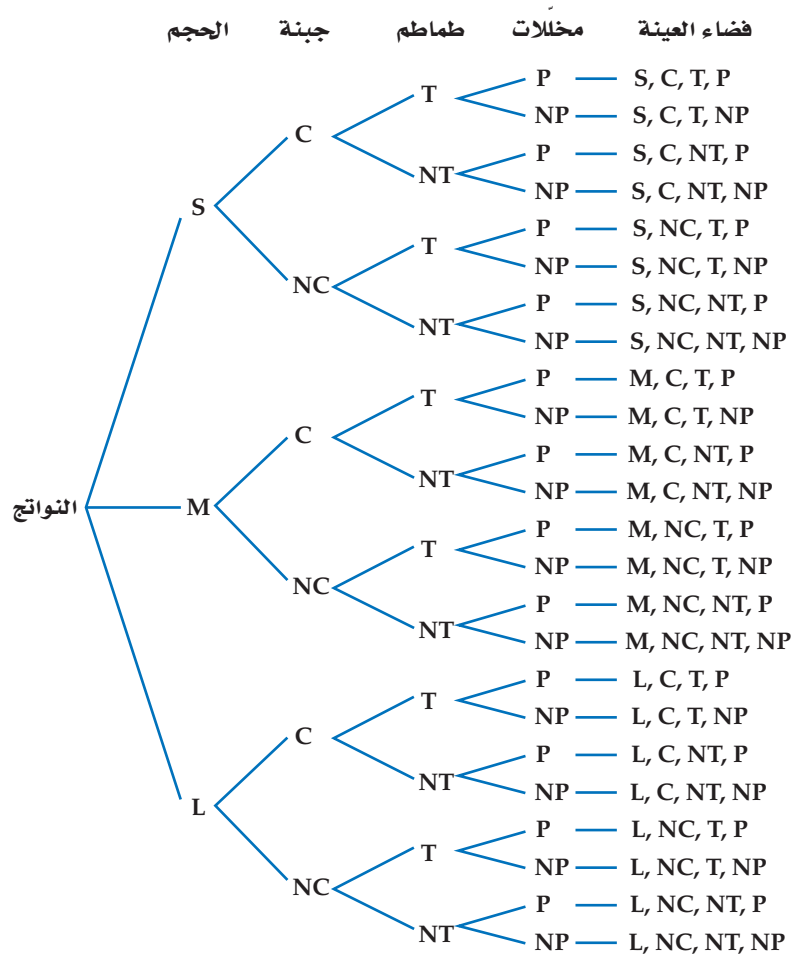 الحجم جبنة طماطم مخلّلات فضاء العينة
P S, C, T, P
T
NP S, C, T, NP
C
P S, C, NT, P
NT
NP S, C, NT, NP
S
P S, NC, T, P
T
NP S, NC, T, NP
NC
P S, NC, NT, P
NT
NP S, NC, NT, NP
P M, C, T, P
T
NP M, C, T, NP
C
P M, C, NT, P
NT
NP M, C, NT, NP
النواتج M
P M, NC, T, P
T
NP M, NC, T, NP
NC
P M, NC, NT, P
NT
NP M, NC, NT, NP
P L, C, T, P
T
NP L, C, T, NP
C
P L, C, NT, P
NT
NP L, C, NT, NP
L
P L, NC, T, P
T
NP L, NC, T, NP
NC
P L, NC, NT, P
NT
NP L, NC, NT, NP